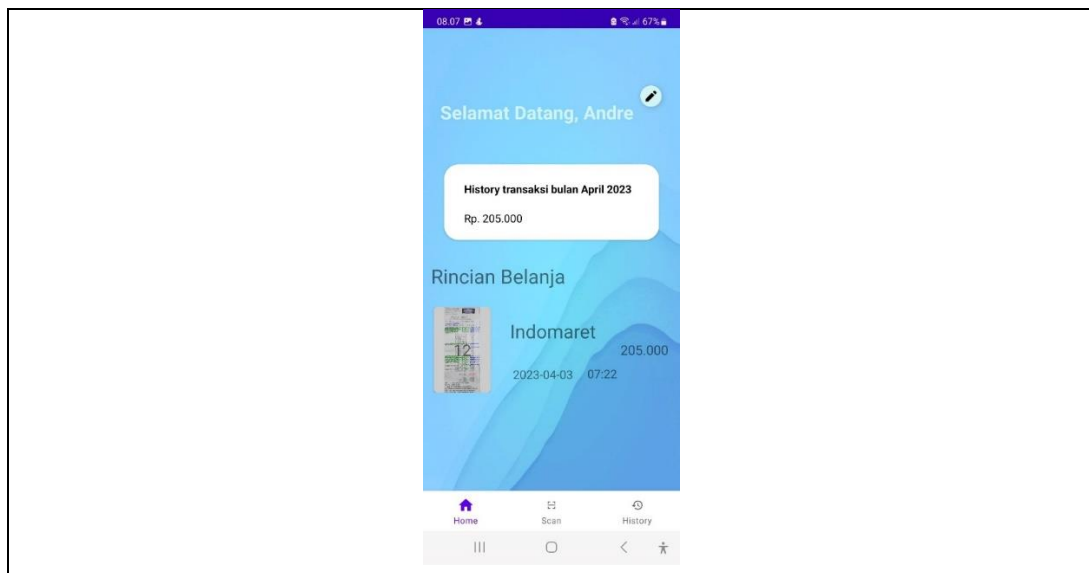 08.07 67%
Selamat Datang, Andre
History transaksi bulan April 2023
Rp. 205.000
Rincian Belanja
12
Indomaret
205.000
2023-04-03 07:22
Home Scan History